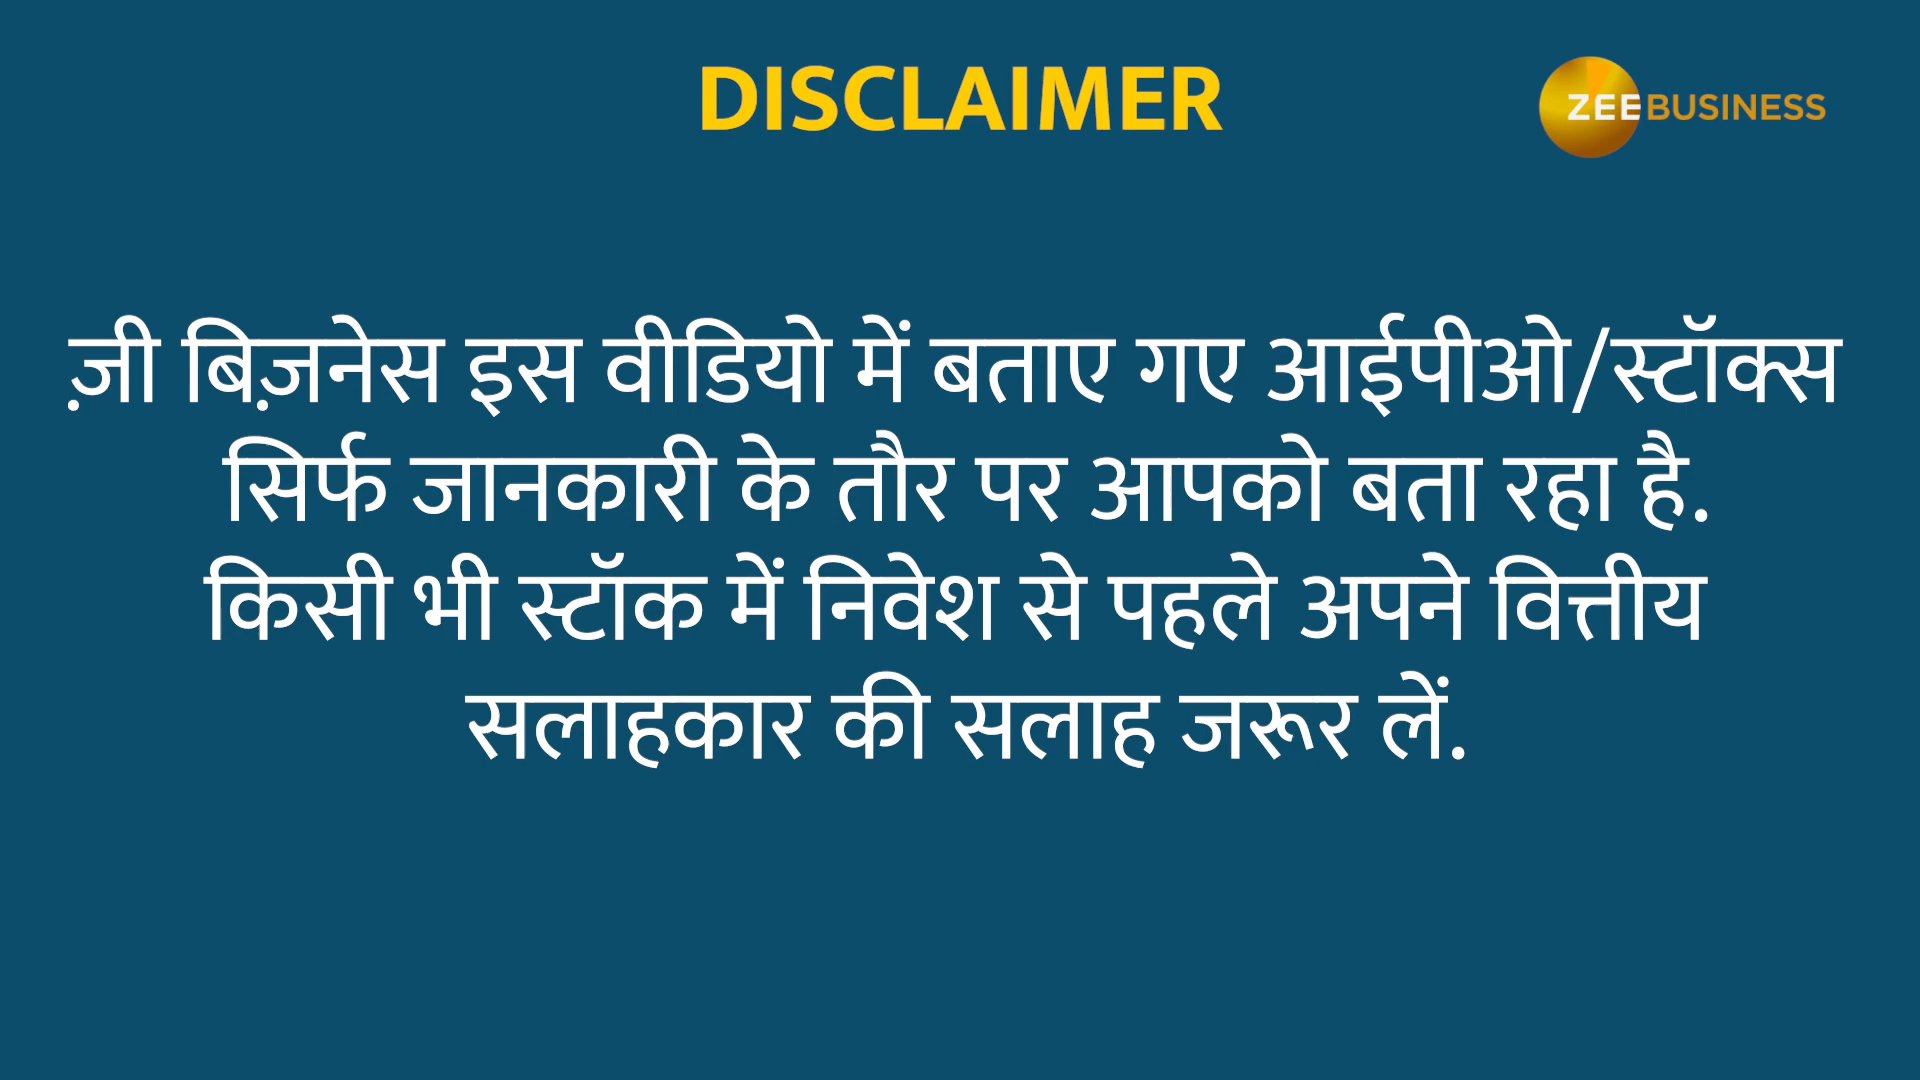 DISCLAIMER
ZEEBUSINESS
ज़ी बिज़नेस इस वीडियो में बताए गए आईपीओ/स्टॉक्स
सिर्फ जानकारी के तौर पर आपको बता रहा है.
किसी भी स्टॉक में निवेश से पहले अपने वित्तीय
सलाहकार की सलाह जरूर लें.